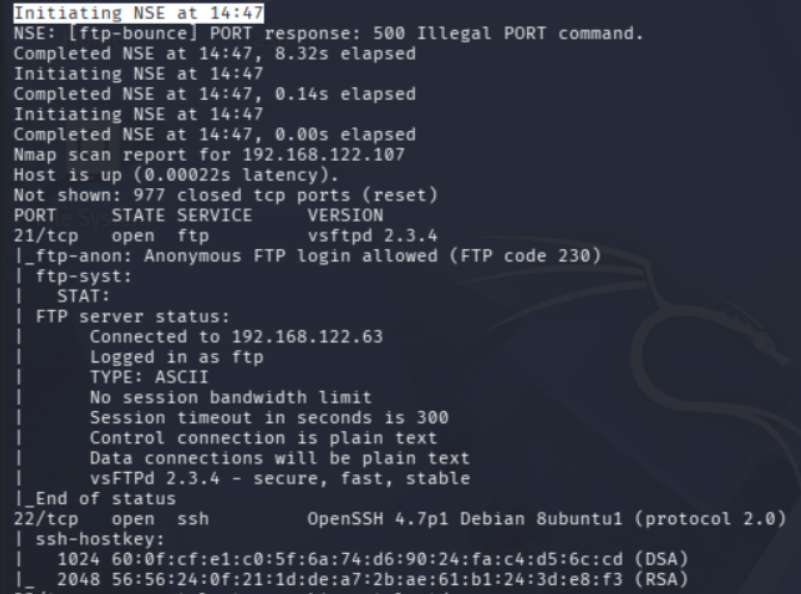 Initiating NSE at 14:47
NSE: [ftp-bounce] PORT response: 500 Illegal PORT command.
Completed NSE at 14:47, 8.32s elapsed
Initiating NSE at 14:47
Completed NSE at 14:47, 0.14s elapsed
Initiating NSE at 14:47
Completed NSE at 14:47, 0.00s elapsed
Nmap scan report for 192.168.122.107
Host is up (0.00022s latency).
Not shown: 977 closed tcp ports (reset)
PORT     STATE SERVICE     VERSION
21/tcp   open  ftp         vsftpd 2.3.4
|_ftp-anon: Anonymous FTP login allowed (FTP code 230)
| ftp-syst:
|   STAT:
| FTP server status:
|      Connected to 192.168.122.63
|      Logged in as ftp
|      TYPE: ASCII
|      No session bandwidth limit
|      Session timeout in seconds is 300
|      Control connection is plain text
|      Data connections will be plain text
|      vsFTPd 2.3.4 - secure, fast, stable
|_End of status
22/tcp   open  ssh         OpenSSH 4.7p1 Debian 8ubuntu1 (protocol 2.0)
| ssh-hostkey:
|   1024 60:0f:cf:e1:c0:5f:6a:74:d6:90:24:fa:c4:d5:6c:cd (DSA)
|_  2048 56:56:24:0f:21:1d:de:a7:2b:ae:61:b1:24:3d:e8:f3 (RSA)